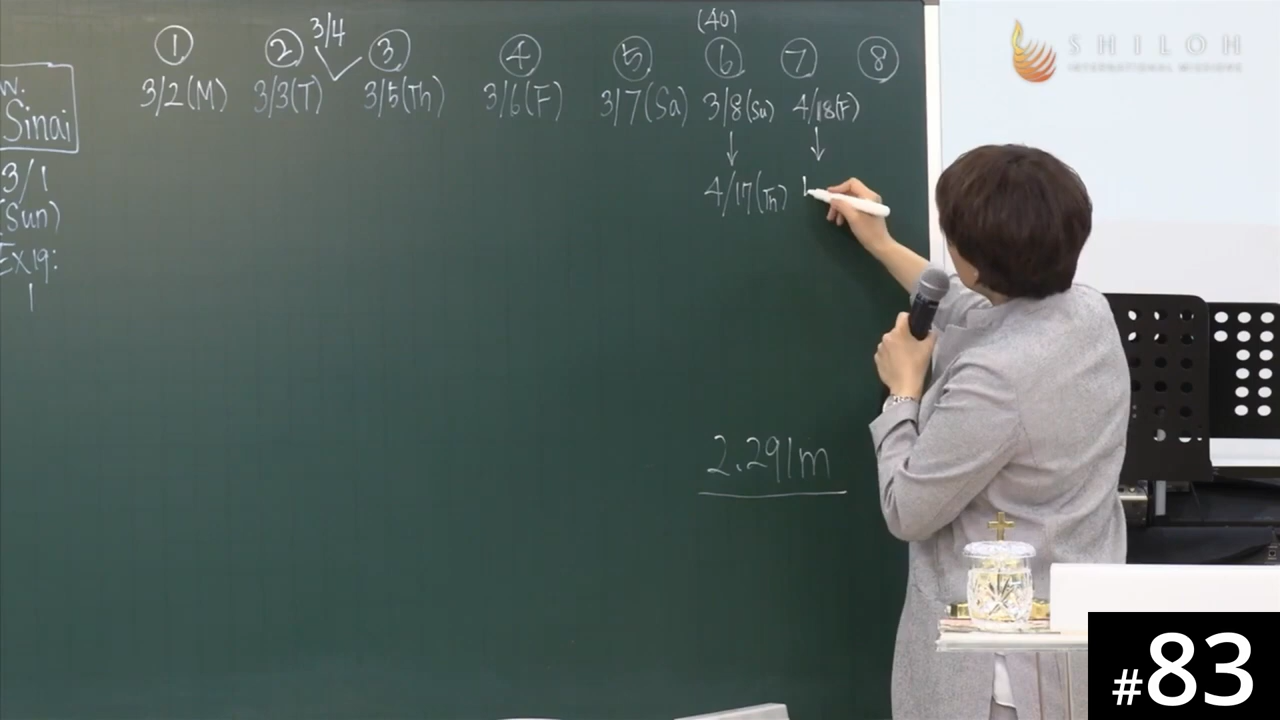 (40)
① ② 3/4 ③ ④ ⑤ ⑥ ⑦ ⑧
3/2(M) 3/3(T) 3/5(Th) 3/6(F) 3/7(Sa) 3/8(Su) 4/18(F)
↓ ↓
4/17(Th)
w.
Sinai
3/1
(Sun)
Ex19:
1
2.291m
SHILOH
INTERNATIONAL MISSIONS
#83